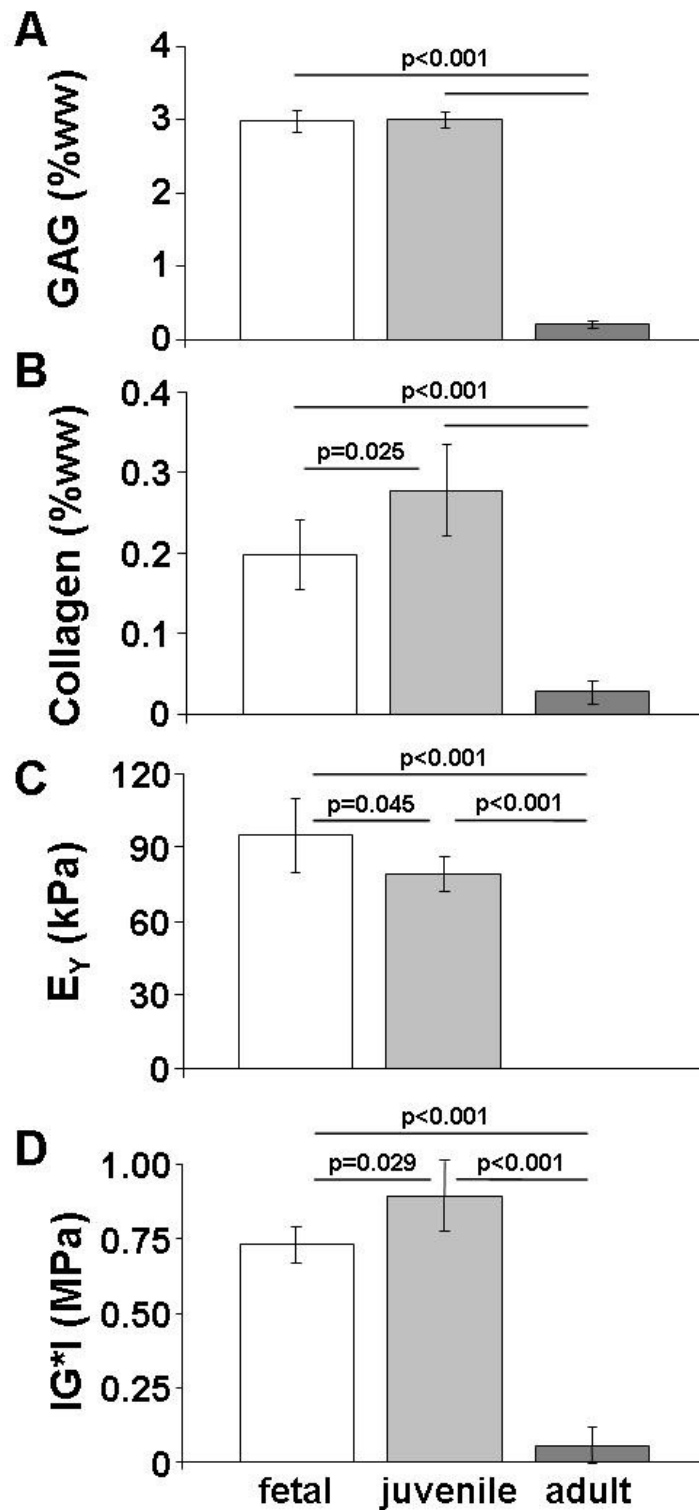 A
GAG (%ww)
4
3
2
1
0
p<0.001
B
Collagen (%ww)
0.4
0.3
0.2
0.1
0
p<0.001
p=0.025
C
EY (kPa)
120
90
60
30
0
p<0.001
p=0.045 p<0.001
D
IG*I (MPa)
1.00
0.75
0.50
0.25
0
p<0.001
p=0.029 p<0.001
fetal juvenile adult